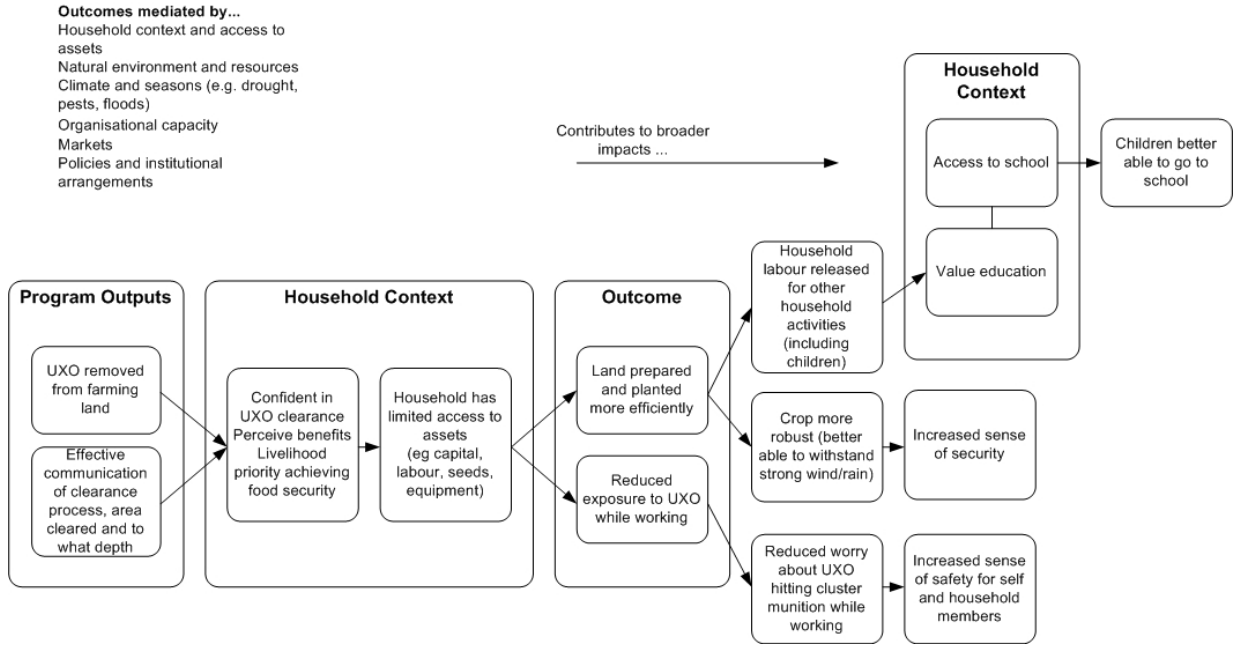 Outcomes mediated by...
Household context and access to
assets
Natural environment and resources
Climate and seasons (e.g. drought,
pests, floods)
Organisational capacity
Markets
Policies and institutional
arrangements
Contributes to broader
impacts ...
Household
Context
Access to school
Children better
able to go to
school
Value education
Program Outputs
UXO removed
from farming
land
Effective
communication
of clearance
process, area
cleared and to
what depth
Household Context
Confident in
UXO clearance
Perceive benefits
Livelihood
priority achieving
food security
Household has
limited access to
assets
(eg capital,
labour, seeds,
equipment)
Outcome
Land prepared
and planted
more efficiently
Reduced
exposure to UXO
while working
Household
labour released
for other
household
activities
(including
children)
Crop more
robust (better
able to withstand
strong wind/rain)
Increased sense
of security
Reduced worry
about UXO
hitting cluster
munition while
working
Increased sense
of safety for self
and household
members